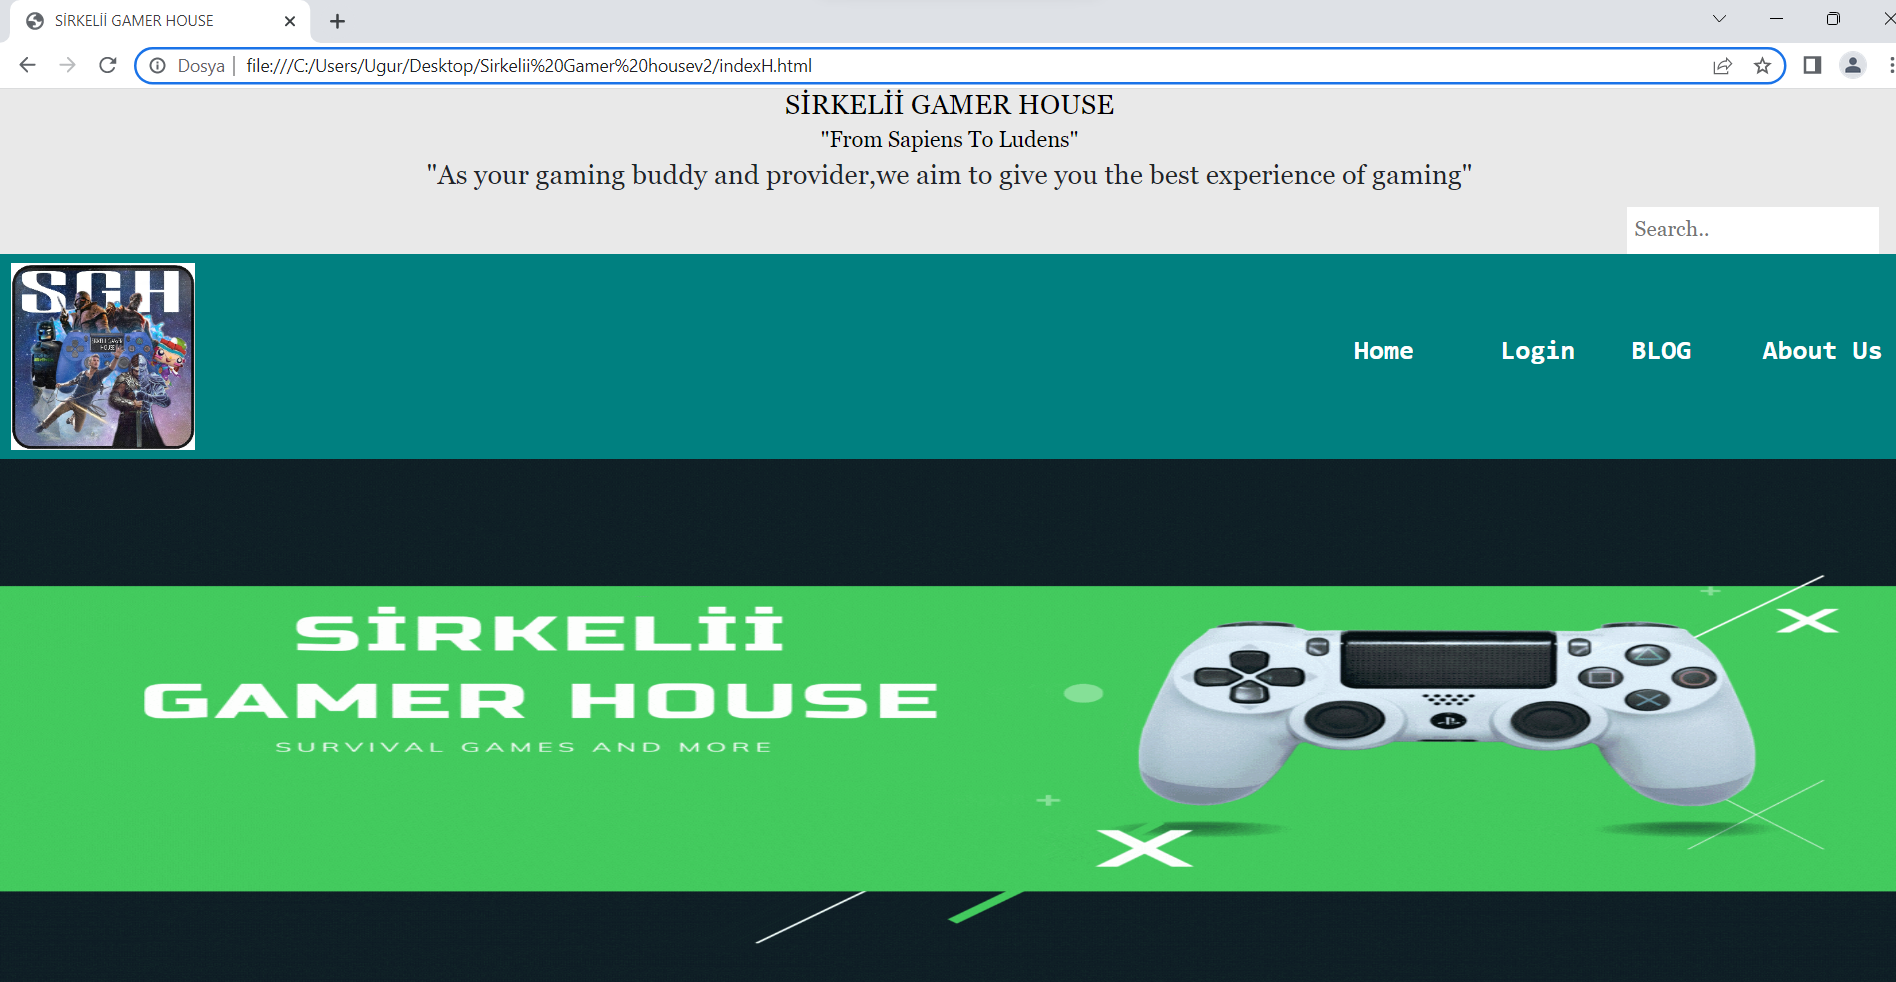 SİRKELİİ GAMER HOUSE
Dosya
file:///C:/Users/Ugur/Desktop/Sirkelii%20Gamer%20housev2/indexH.html
SİRKELİİ GAMER HOUSE
"From Sapiens To Ludens"
"As your gaming buddy and provider,we aim to give you the best experience of gaming"
Search..
SGH
Home Login BLOG About Us
SİRKELİİ
GAMER HOUSE
SURVIVAL GAMES AND MORE